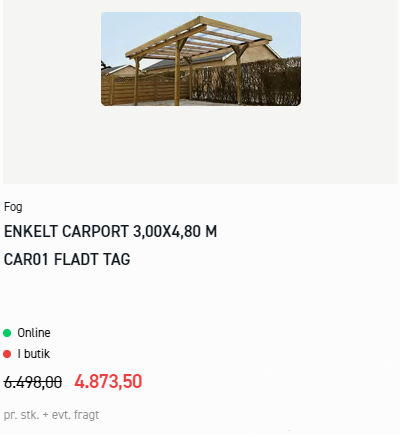 Fog
ENKELT CARPORT 3,00X4,80 M
CAR01 FLADT TAG
Online
I butik
6.498,00 4.873,50
pr. stk. + evt. fragt